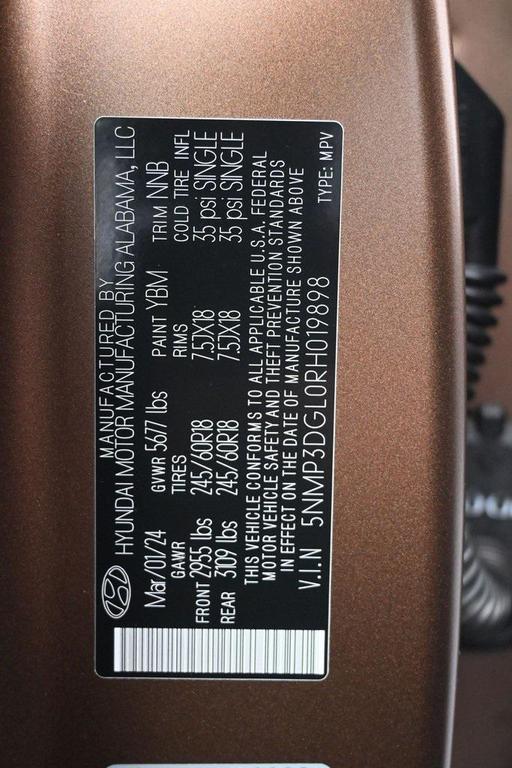 MANUFACTURED BY
HYUNDAI MOTOR MANUFACTURING ALABAMA, LLC
Mar/01/24 GVWR 5677 lbs PAINT YBM TRIM NNB
GAWR TIRES RIMS COLD TIRE INFL
FRONT 2955 lbs 245/60R18 7.5JX18 35 psi SINGLE
REAR 3109 lbs 245/60R18 7.5JX18 35 psi SINGLE
THIS VEHICLE CONFORMS TO ALL APPLICABLE U.S.A. FEDERAL
MOTOR VEHICLE SAFETY AND THEFT PREVENTION STANDARDS
IN EFFECT ON THE DATE OF MANUFACTURE SHOWN ABOVE
V.I.N 5NMP3DGL0RH019898 TYPE: MPV